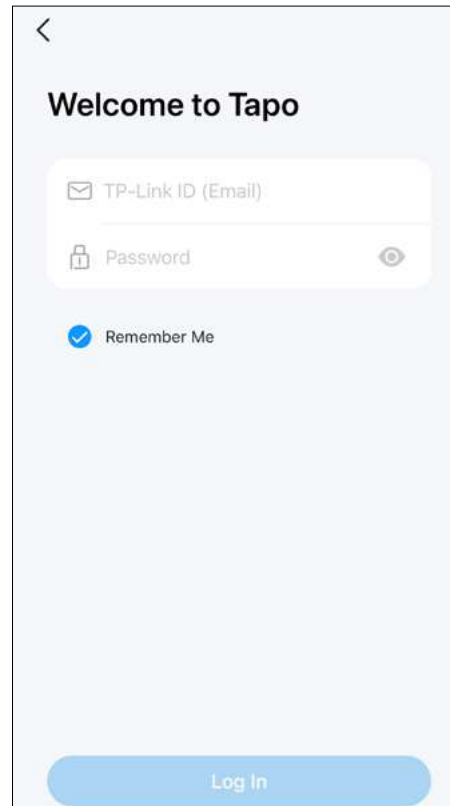 Welcome to Tapo
TP-Link ID (Email)
Password
Remember Me
Log In